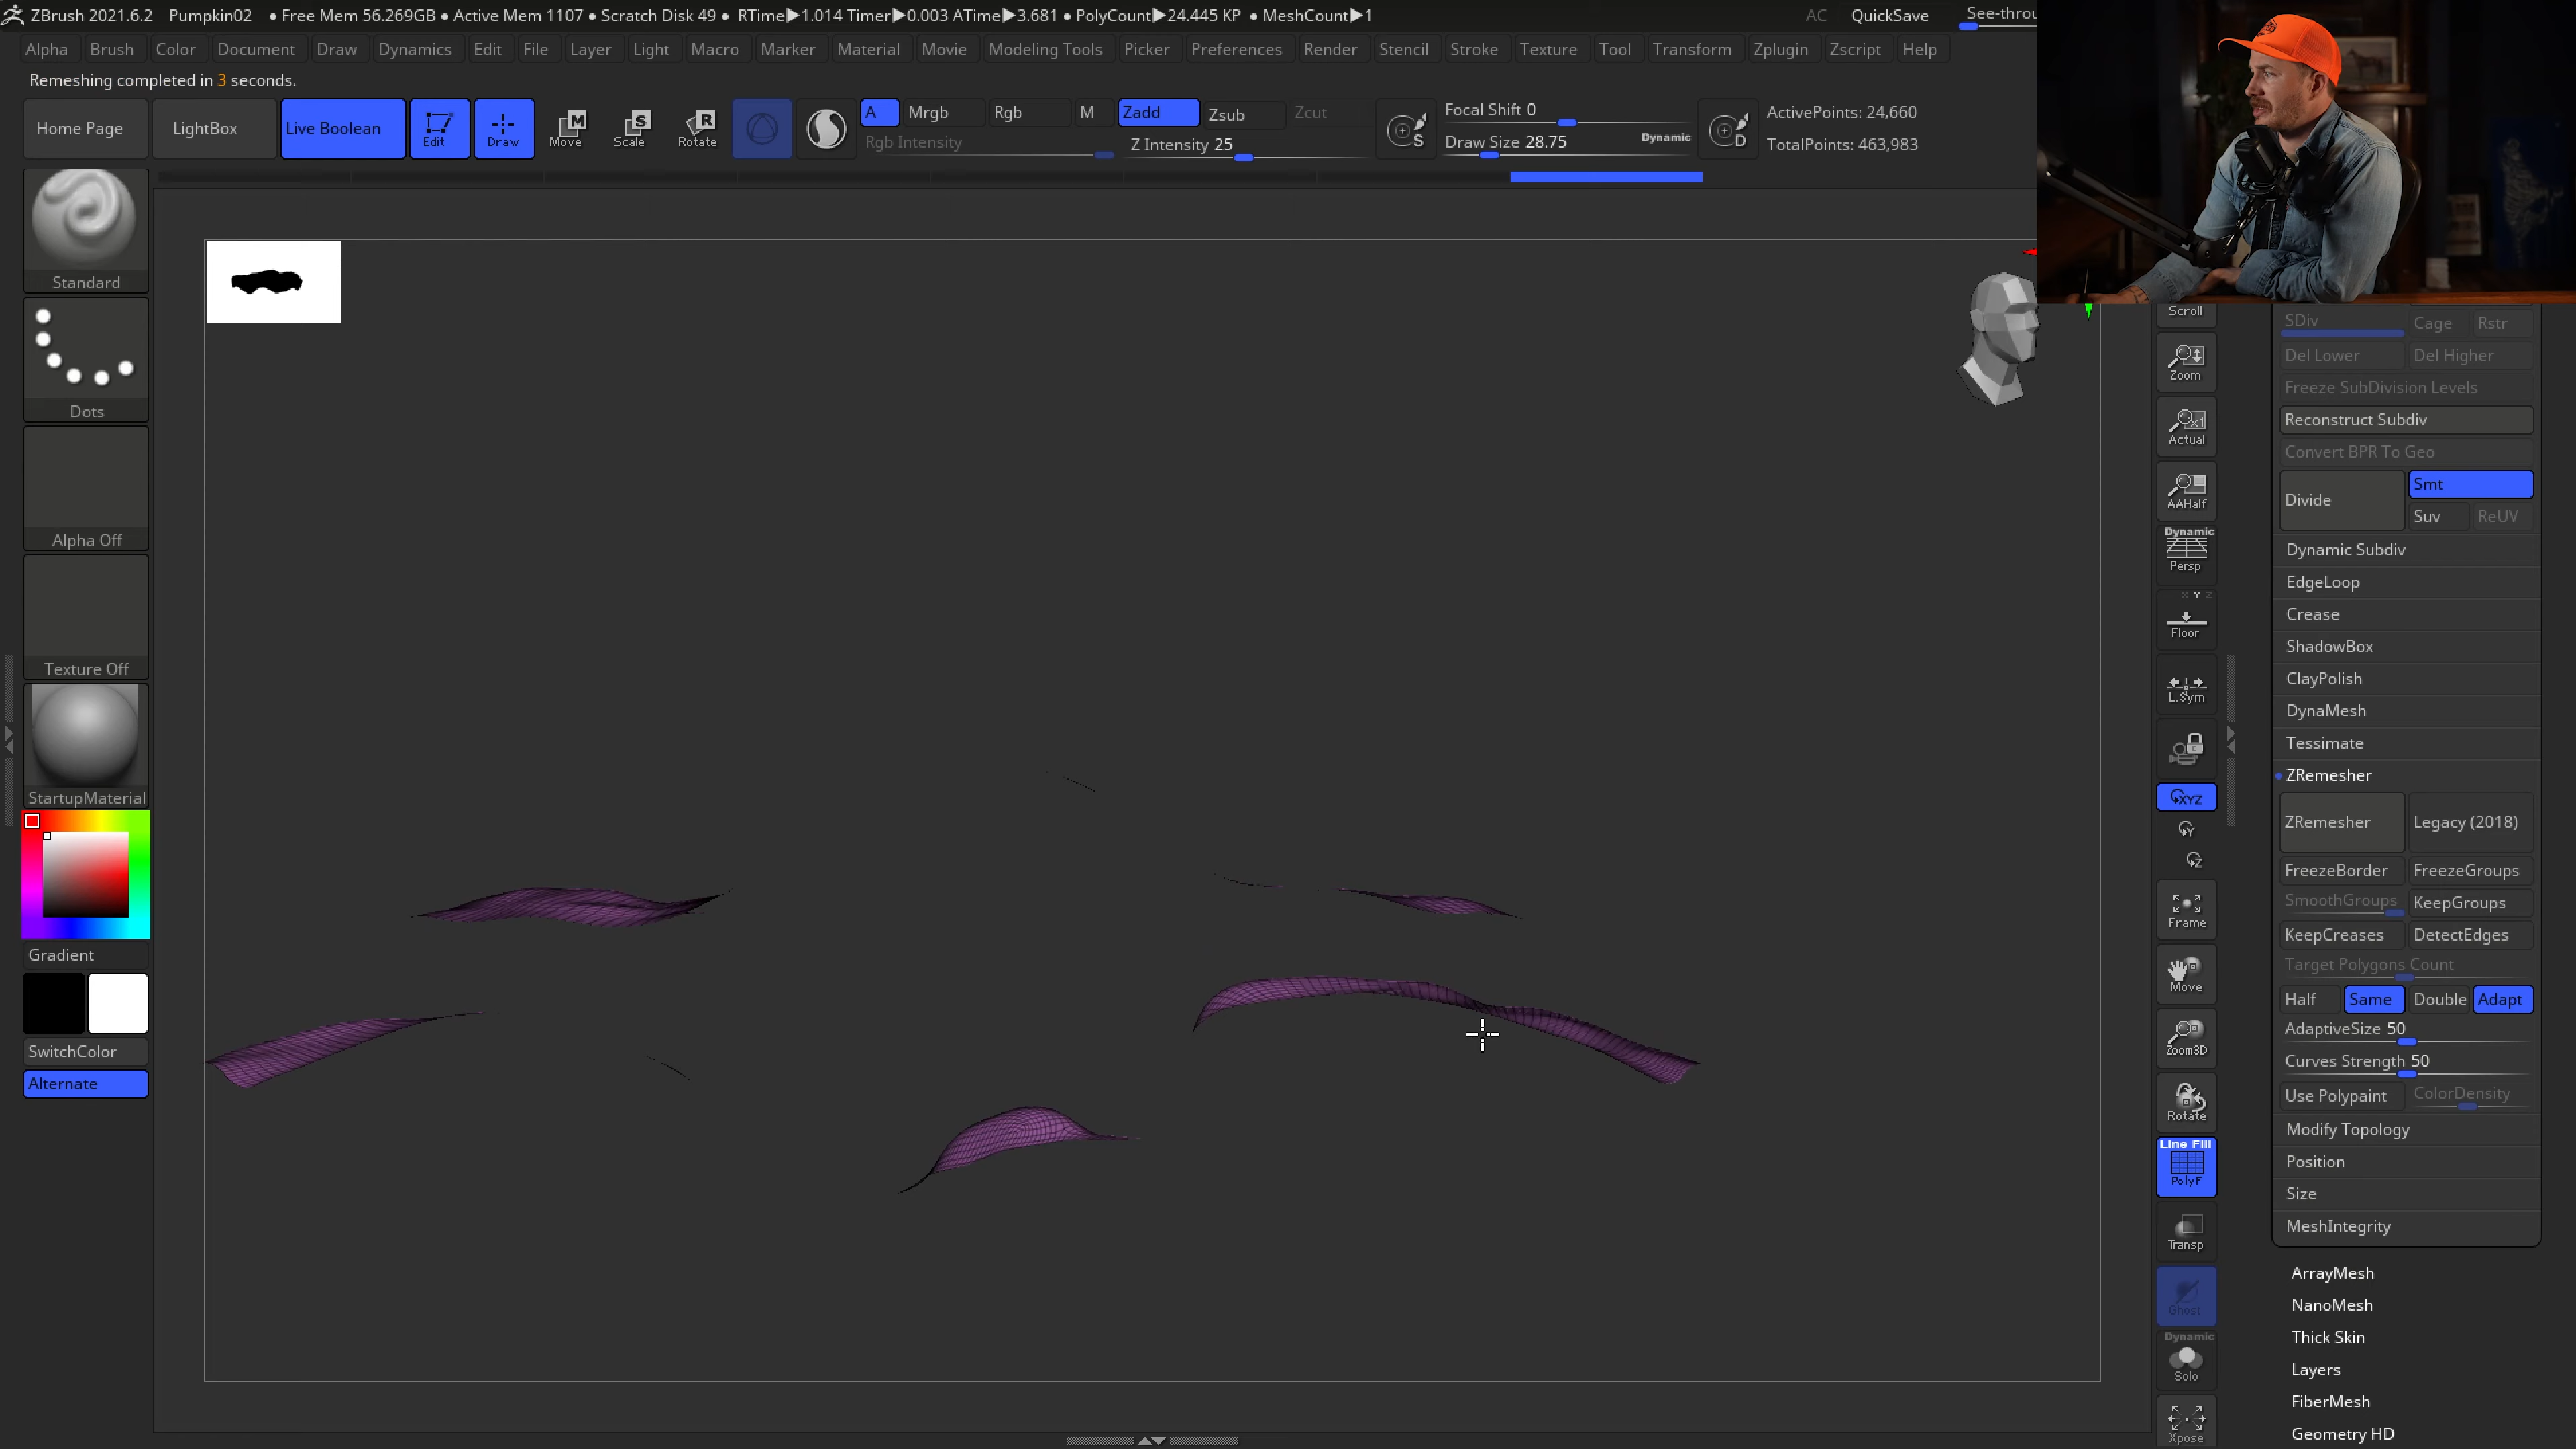 ZBrush 2021.6.2 Pumpkin02 ● Free Mem 56.269GB ● Active Mem 1107 ● Scratch Disk 49 ● RTime▶1.014 Timer▶0.003 ATime▶3.681 ● PolyCount▶24.445 KP ● MeshCount▶1 AC QuickSave See-throu
Alpha Brush Color Document Draw Dynamics Edit File Layer Light Macro Marker Material Movie Modeling Tools Picker Preferences Render Stencil Stroke Texture Tool Transform Zplugin Zscript Help
Remeshing completed in 3 seconds.
Home Page LightBox Live Boolean Edit Draw Move Scale Rotate
A Mrgb Rgb M Zadd Zsub Zcut
Rgb Intensity Z Intensity 25
Focal Shift 0
Draw Size 28.75 Dynamic
ActivePoints: 24,660
TotalPoints: 463,983
Standard
Dots
Alpha Off
Texture Off
StartupMaterial
Gradient
SwitchColor
Alternate
Scroll
Zoom
Actual
AAHalf
Dynamic
Persp
Floor
L.Sym
XYZ
Y
Z
Frame
Move
Zoom3D
Rotate
Line Fill
PolyF
Transp
Ghost
Dynamic
Solo
Xpose
SDiv Cage Rstr
Del Lower Del Higher
Freeze SubDivision Levels
Reconstruct Subdiv
Convert BPR To Geo
Divide Smt
Suv ReUV
Dynamic Subdiv
EdgeLoop
Crease
ShadowBox
ClayPolish
DynaMesh
Tessimate
ZRemesher
ZRemesher Legacy (2018)
FreezeBorder FreezeGroups
SmoothGroups KeepGroups
KeepCreases DetectEdges
Target Polygons Count
Half Same Double Adapt
AdaptiveSize 50
Curves Strength 50
Use Polypaint ColorDensity
Modify Topology
Position
Size
MeshIntegrity
ArrayMesh
NanoMesh
Thick Skin
Layers
FiberMesh
Geometry HD